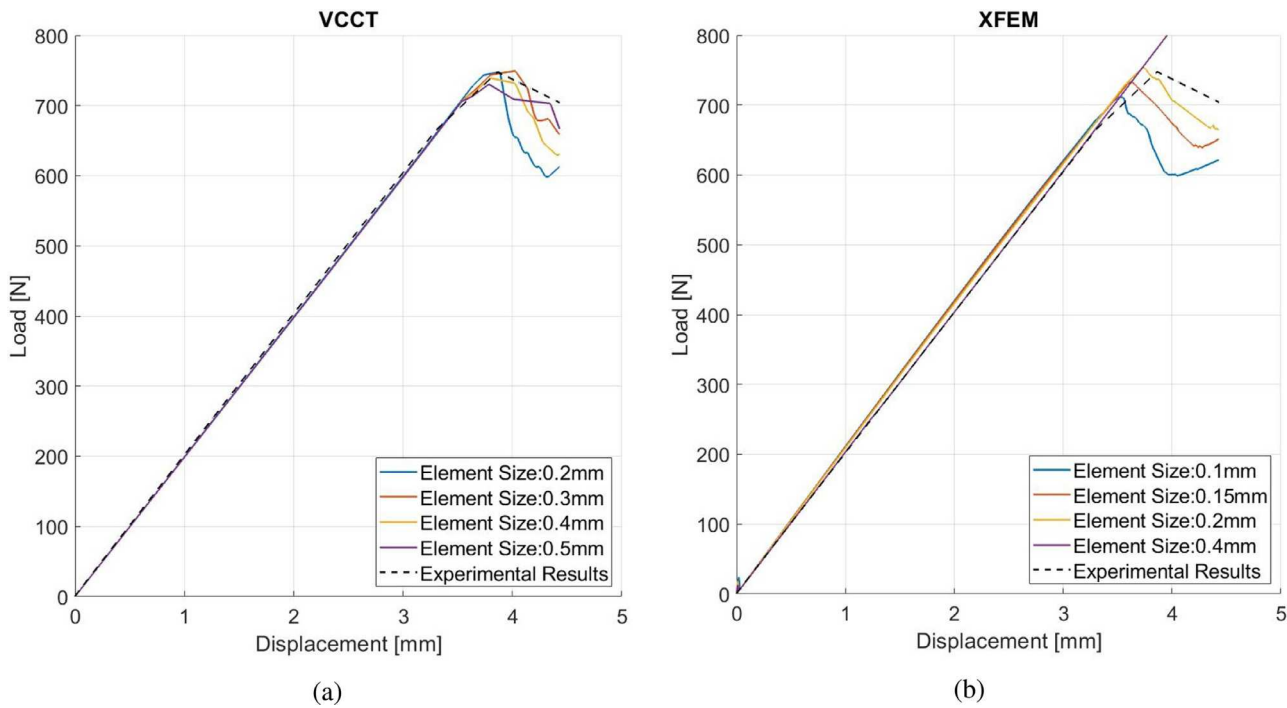 VCCT
800
700
600
500
400
300
200
100
0
Load [N]
0 1 2 3 4 5
Displacement [mm]
Element Size:0.2mm
Element Size:0.3mm
Element Size:0.4mm
Element Size:0.5mm
Experimental Results
(a)
XFEM
800
700
600
500
400
300
200
100
0
Load [N]
0 1 2 3 4 5
Displacement [mm]
Element Size:0.1mm
Element Size:0.15mm
Element Size:0.2mm
Element Size:0.4mm
Experimental Results
(b)